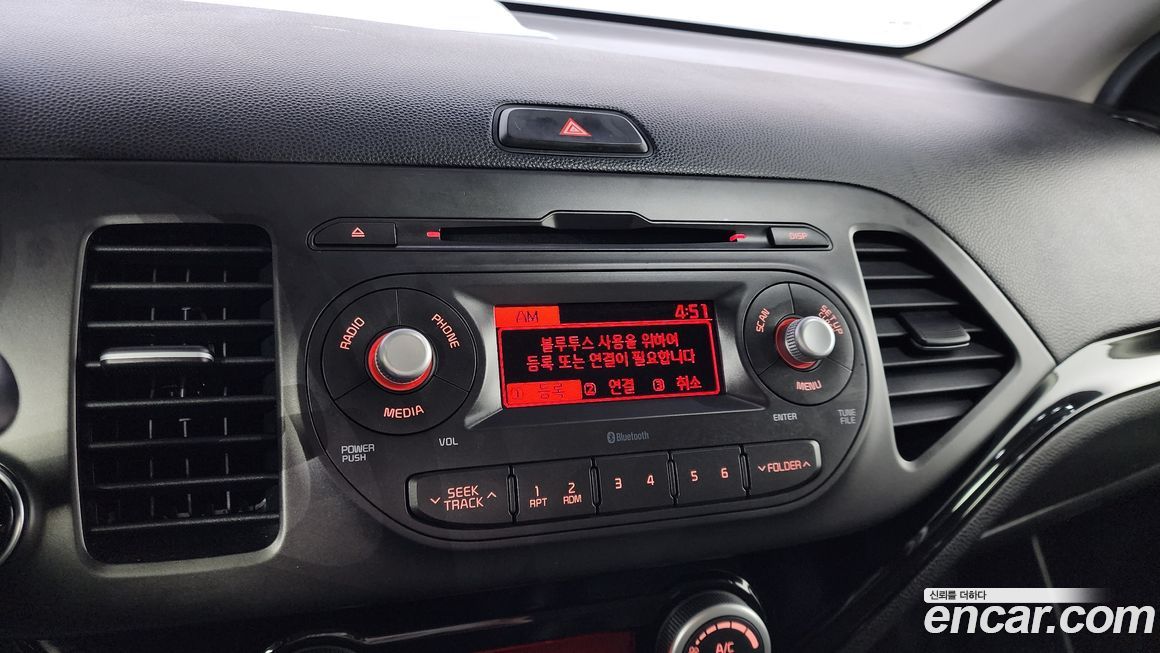 DISP
AM 4:51
블루투스 사용을 위하여
등록 또는 연결이 필요합니다
① 등록 ② 연결 ③ 취소
RADIO
PHONE
MEDIA
SCAN
SETUP
MENU
POWER
PUSH
VOL
Bluetooth
ENTER
TUNE
FILE
SEEK
TRACK
1 RPT
2 RDM
3 4
5 6
FOLDER
A/C
신뢰를 더하다
encar.com